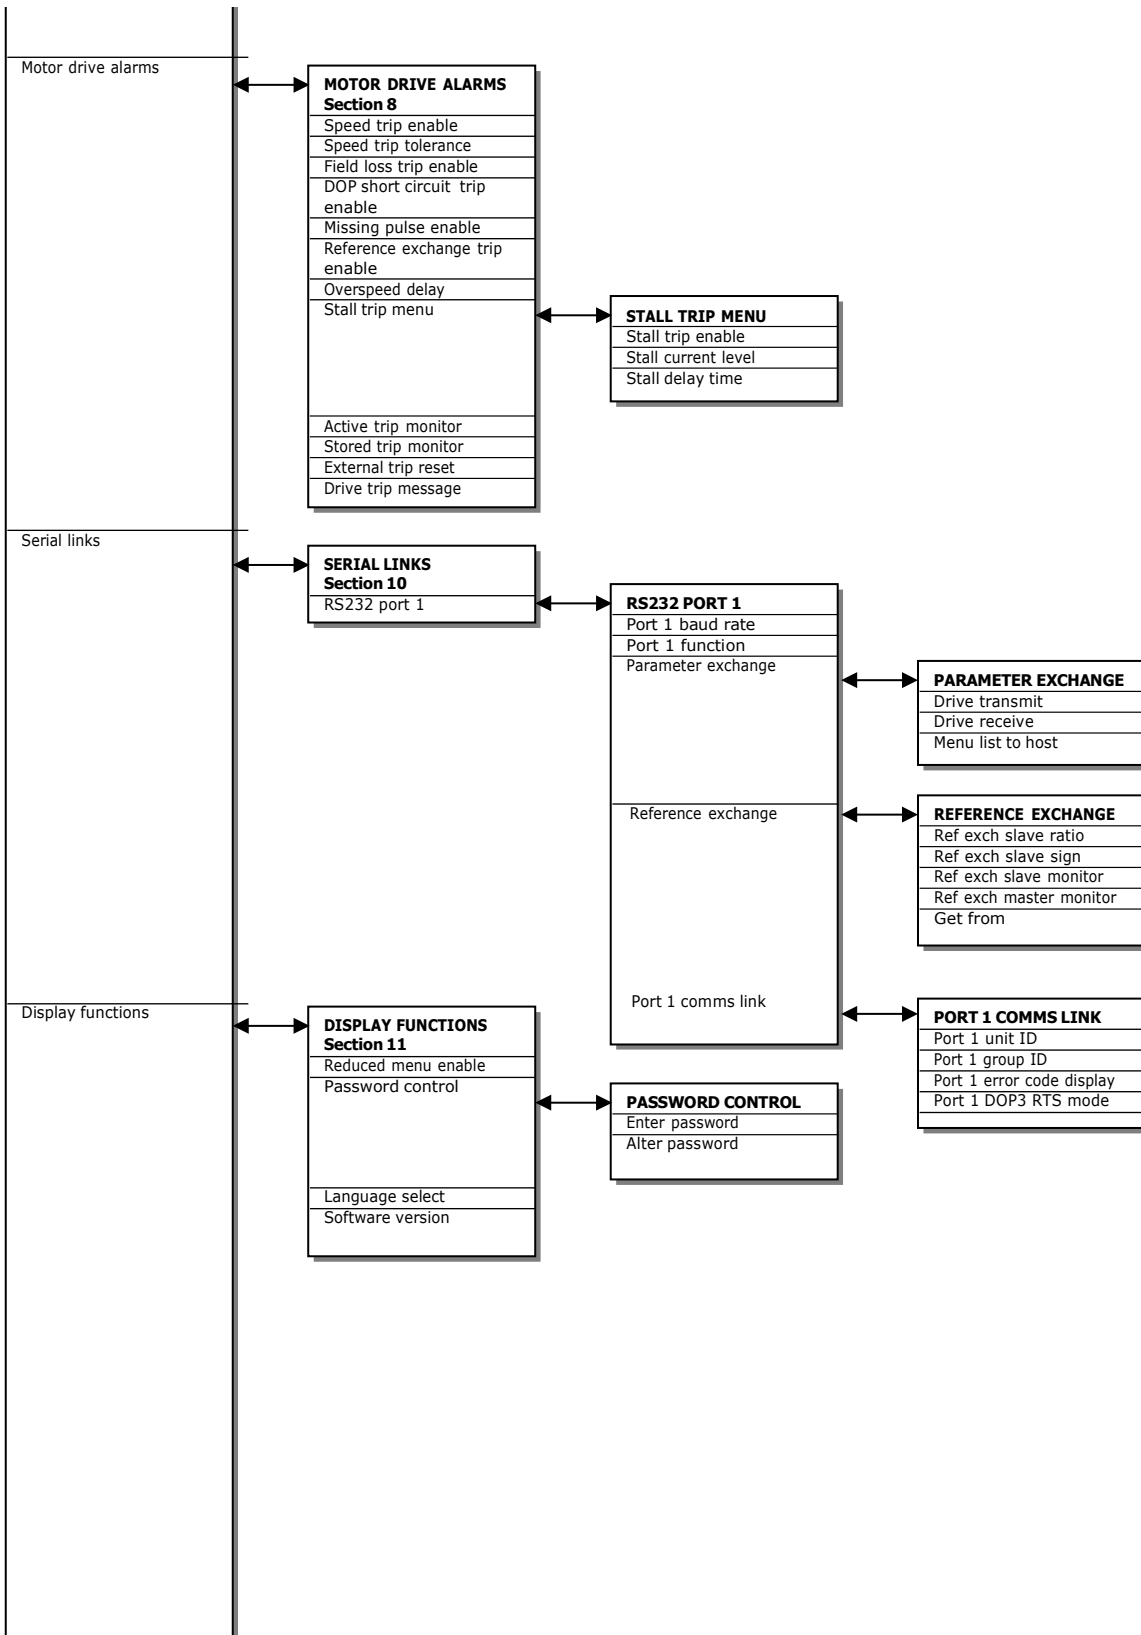 Motor drive alarms
MOTOR DRIVE ALARMS
Section 8
Speed trip enable
Speed trip tolerance
Field loss trip enable
DOP short circuit trip
enable
Missing pulse enable
Reference exchange trip
enable
Overspeed delay
Stall trip menu
STALL TRIP MENU
Stall trip enable
Stall current level
Stall delay time
Active trip monitor
Stored trip monitor
External trip reset
Drive trip message
Serial links
SERIAL LINKS
Section 10
RS232 port 1
RS232 PORT 1
Port 1 baud rate
Port 1 function
Parameter exchange
PARAMETER EXCHANGE
Drive transmit
Drive receive
Menu list to host
Reference exchange
REFERENCE EXCHANGE
Ref exch slave ratio
Ref exch slave sign
Ref exch slave monitor
Ref exch master monitor
Get from
Port 1 comms link
PORT 1 COMMS LINK
Port 1 unit ID
Port 1 group ID
Port 1 error code display
Port 1 DOP3 RTS mode
Display functions
DISPLAY FUNCTIONS
Section 11
Reduced menu enable
Password control
PASSWORD CONTROL
Enter password
Alter password
Language select
Software version